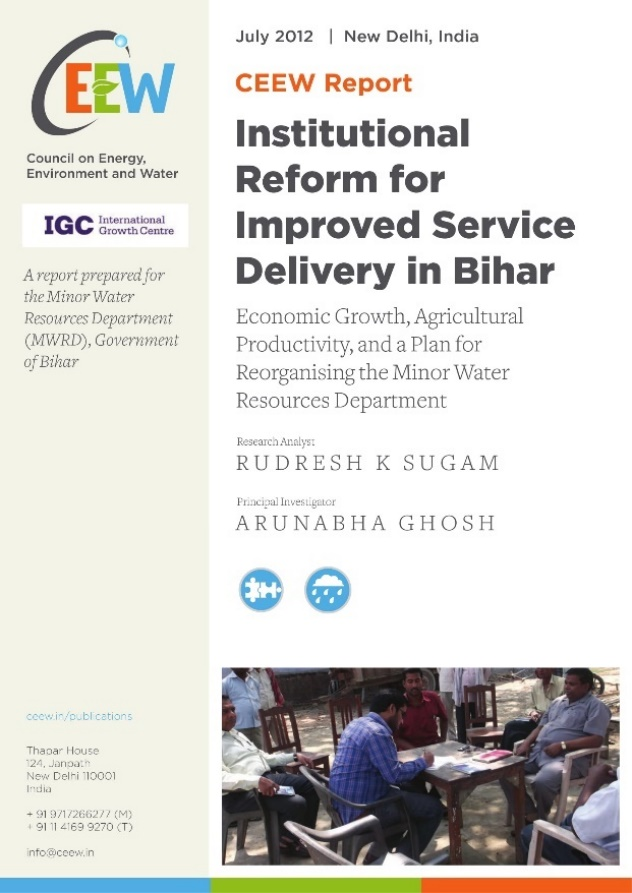 CEEW
Council on Energy,
Environment and Water
IGC International
Growth Centre
A report prepared for
the Minor Water
Resources Department
(MWRD), Government
of Bihar
ceew.in/publications
Thapar House
124, Janpath
New Delhi 110001
India
+ 91 9717266277 (M)
+ 91 11 4169 9270 (T)
info@ceew.in
July 2012 | New Delhi, India
CEEW Report
Institutional
Reform for
Improved Service
Delivery in Bihar
Economic Growth, Agricultural
Productivity, and a Plan for
Reorganising the Minor Water
Resources Department
Research Analyst
RUDRESH K SUGAM
Principal Investigator
ARUNABHA GHOSH